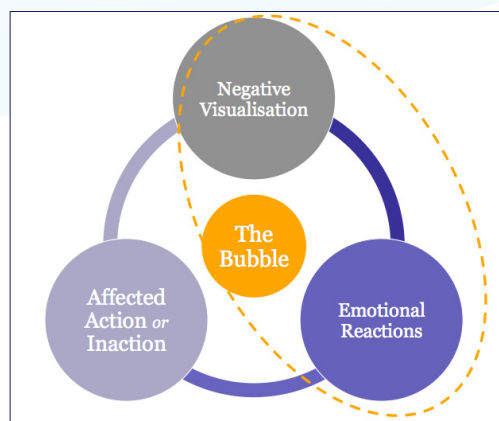 Negative
Visualisation
The
Bubble
Affected
Action or
Inaction
Emotional
Reactions